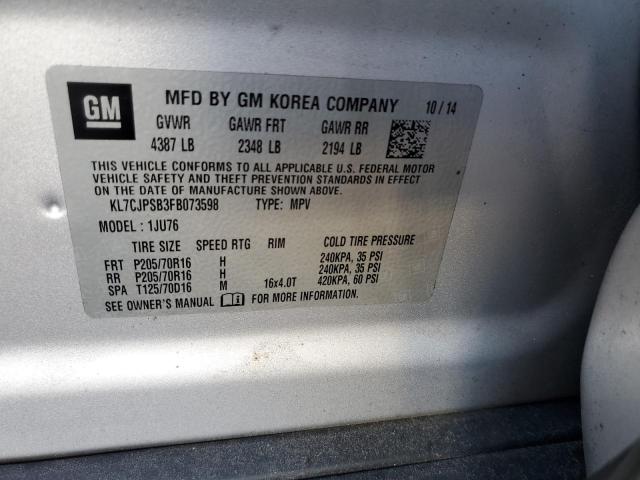 GM
MFD BY GM KOREA COMPANY 10/14
GVWR GAWR FRT GAWR RR
4387 LB 2348 LB 2194 LB
THIS VEHICLE CONFORMS TO ALL APPLICABLE U.S. FEDERAL MOTOR
VEHICLE SAFETY AND THEFT PREVENTION STANDARDS IN EFFECT
ON THE DATE OF MANUFACTURE SHOWN ABOVE.
KL7CJPSB3FB073598 TYPE: MPV
MODEL : 1JU76
TIRE SIZE SPEED RTG RIM COLD TIRE PRESSURE
FRT P205/70R16 H 240KPA, 35 PSI
RR P205/70R16 H 240KPA, 35 PSI
SPA T125/70D16 M 16x4.0T 420KPA, 60 PSI
SEE OWNER'S MANUAL FOR MORE INFORMATION.